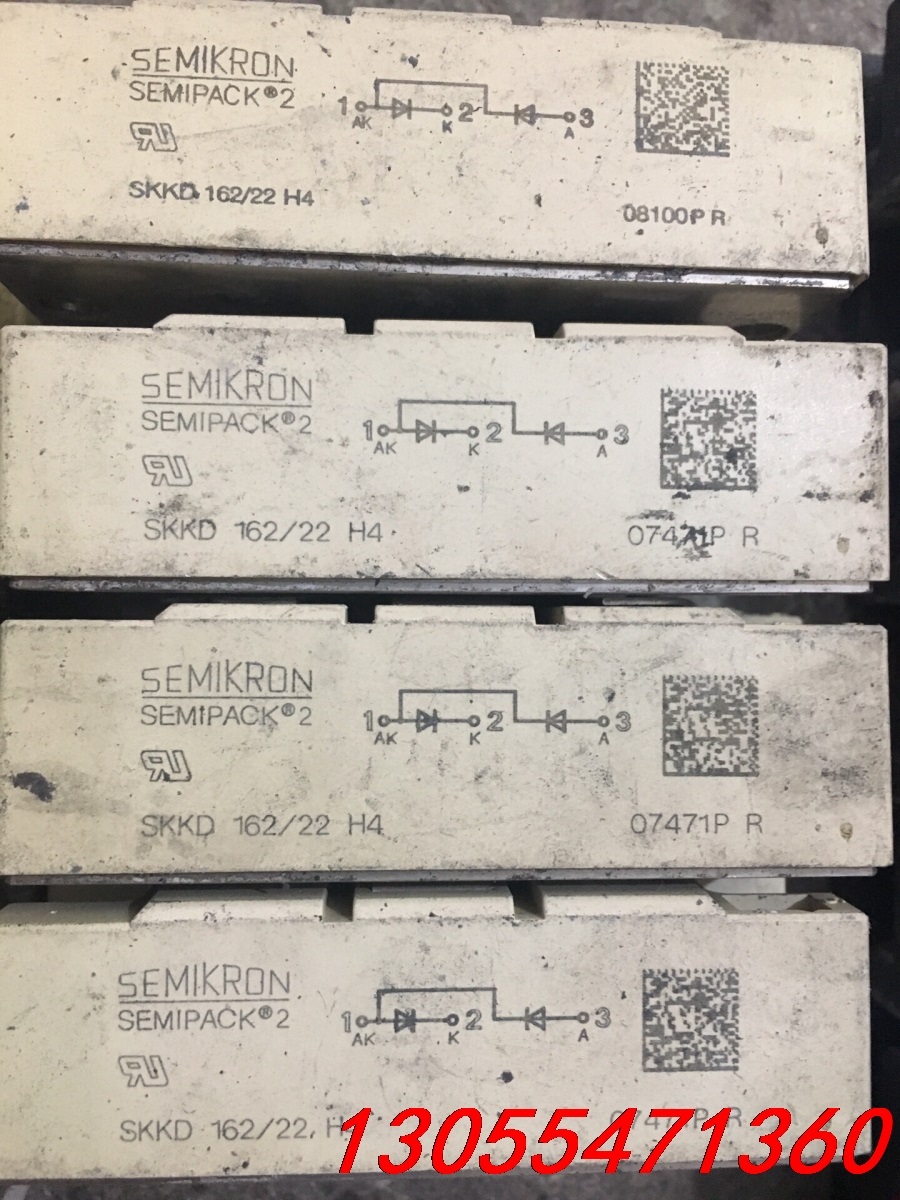 SEMIKRON
SEMIPACK®2
1 2 3
AK K A
SKKD 162/22 H4
08100P R
SEMIKRON
SEMIPACK®2
1 2 3
AK K A
SKKD 162/22 H4
07471P R
SEMIKRON
SEMIPACK®2
1 2 3
AK K A
SKKD 162/22 H4
07471P R
SEMIKRON
SEMIPACK®2
1 2 3
AK K A
SKKD 162/22 H
R
13055471360